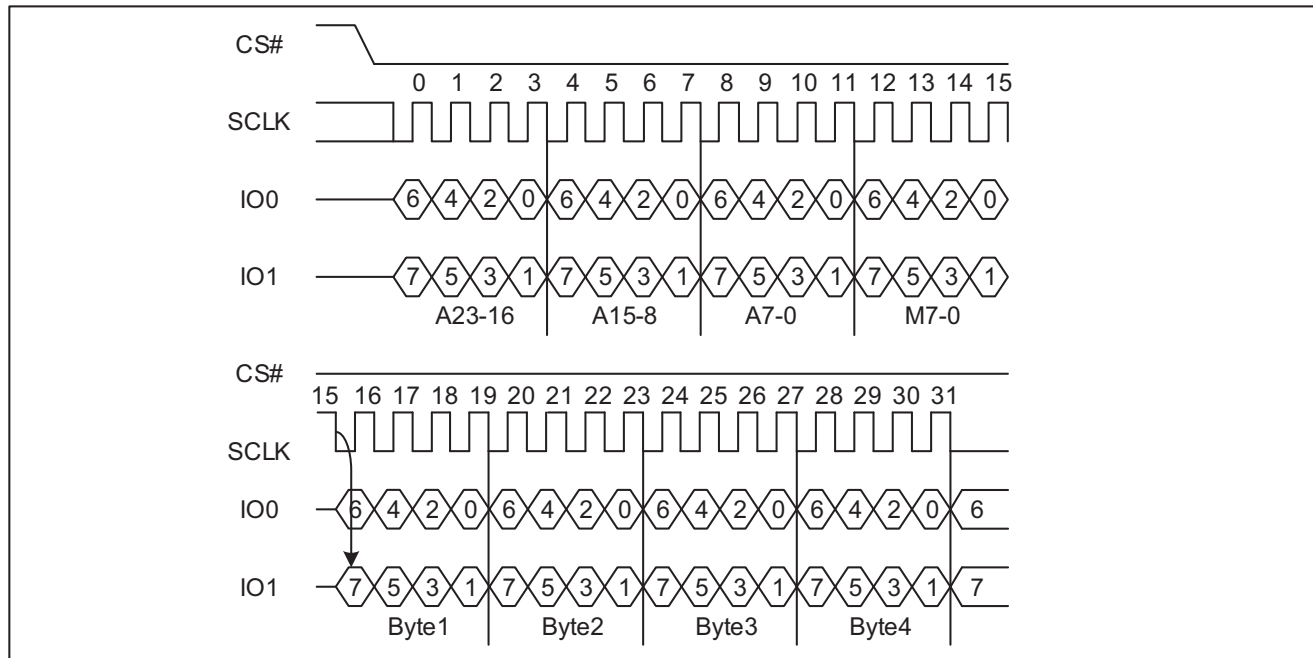 CS#
0 1 2 3 4 5 6 7 8 9 10 11 12 13 14 15
SCLK
IO0 6 4 2 0 6 4 2 0 6 4 2 0 6 4 2 0
IO1 7 5 3 1 7 5 3 1 7 5 3 1 7 5 3 1
A23-16 A15-8 A7-0 M7-0
CS#
15 16 17 18 19 20 21 22 23 24 25 26 27 28 29 30 31
SCLK
IO0 6 4 2 0 6 4 2 0 6 4 2 0 6 4 2 0 6
IO1 7 5 3 1 7 5 3 1 7 5 3 1 7 5 3 1 7
Byte1 Byte2 Byte3 Byte4